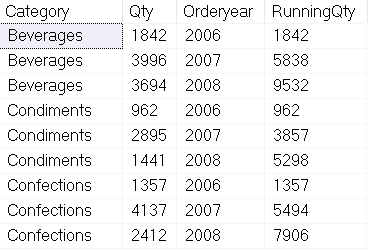 Category Qty Orderyear RunningQty
Beverages 1842 2006 1842
Beverages 3996 2007 5838
Beverages 3694 2008 9532
Condiments 962 2006 962
Condiments 2895 2007 3857
Condiments 1441 2008 5298
Confections 1357 2006 1357
Confections 4137 2007 5494
Confections 2412 2008 7906